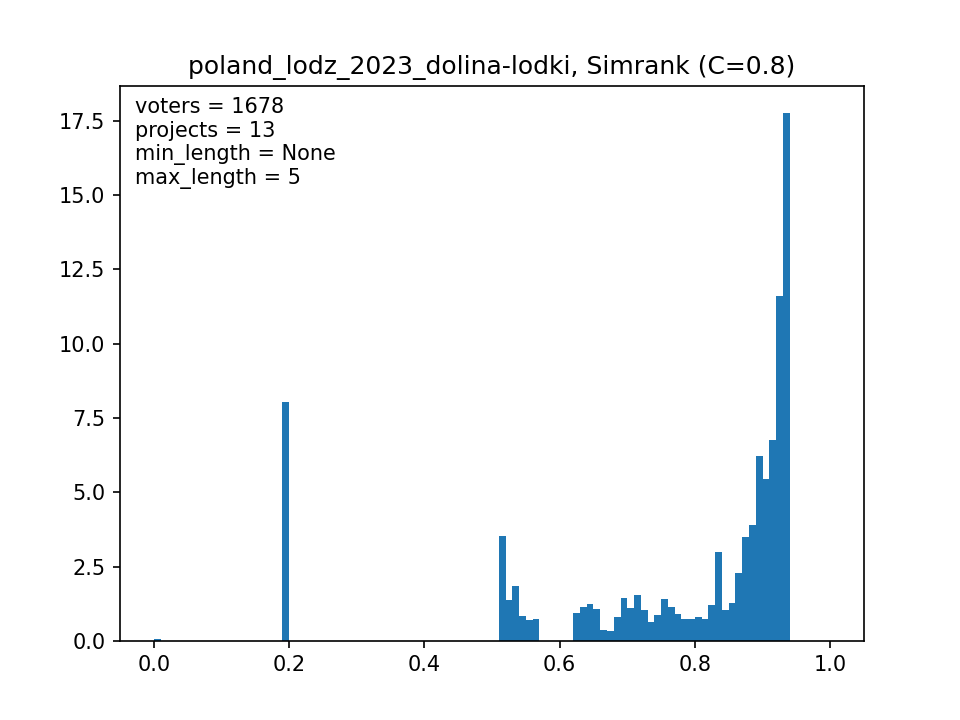 poland_lodz_2023_dolina-lodki, Simrank (C=0.8)
voters = 1678
projects = 13
min_length = None
max_length = 5
17.5
15.0
12.5
10.0
7.5
5.0
2.5
0.0
0.0 0.2 0.4 0.6 0.8 1.0